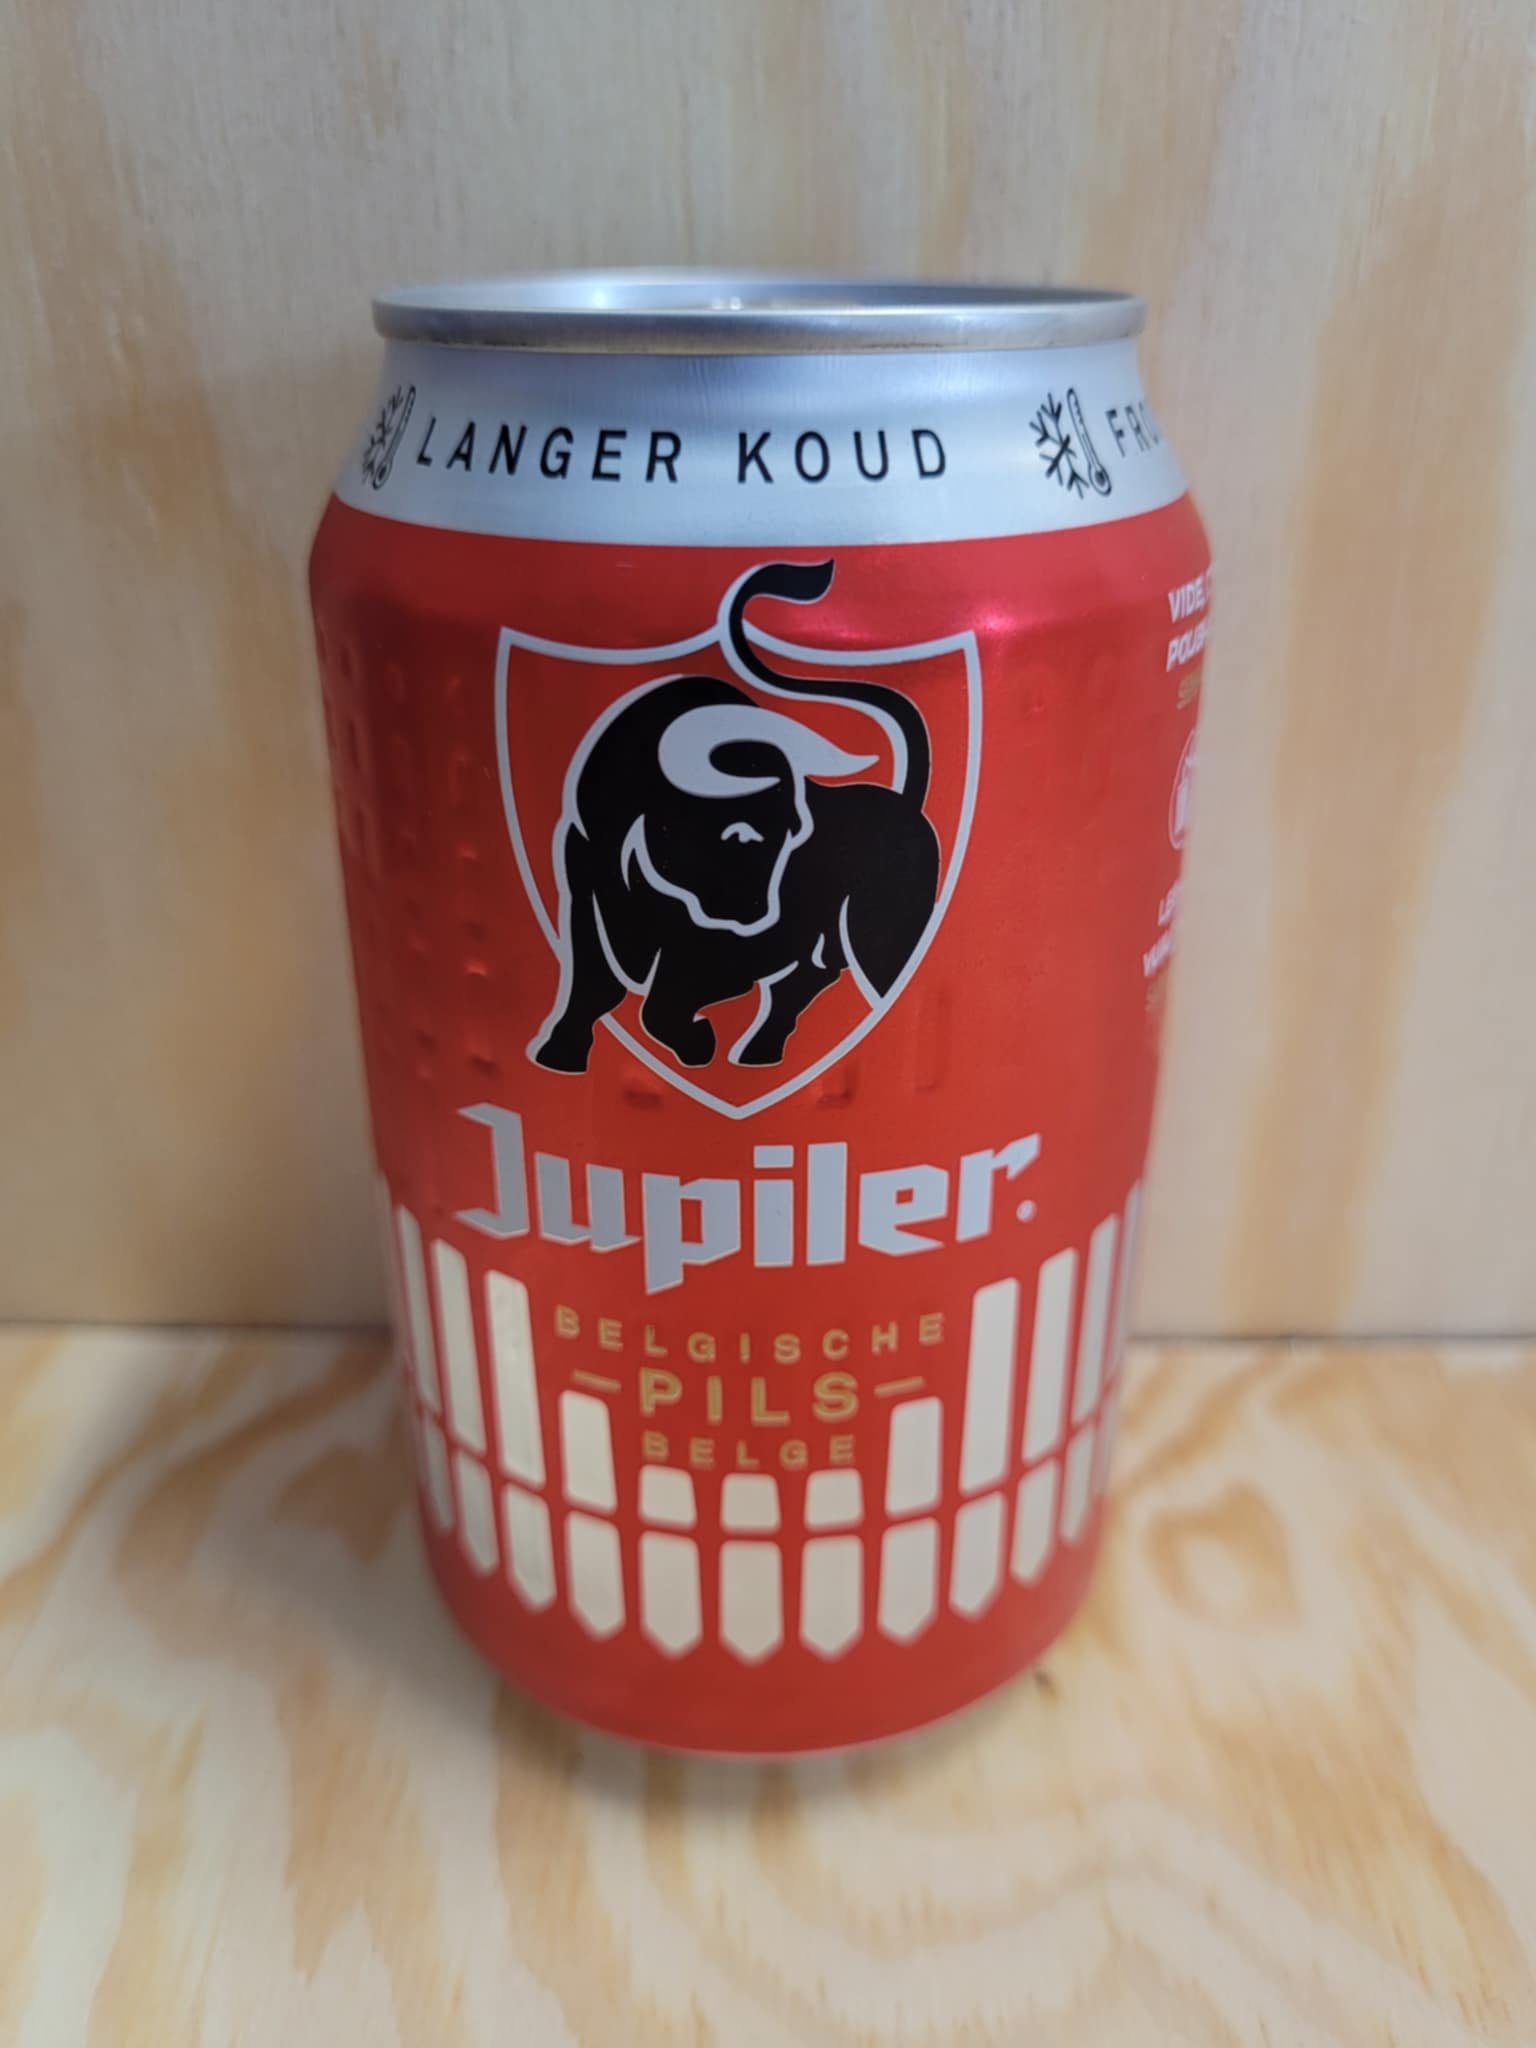 LANGER KOUD
Jupiler
BELGISCHE
PILS
BELGE